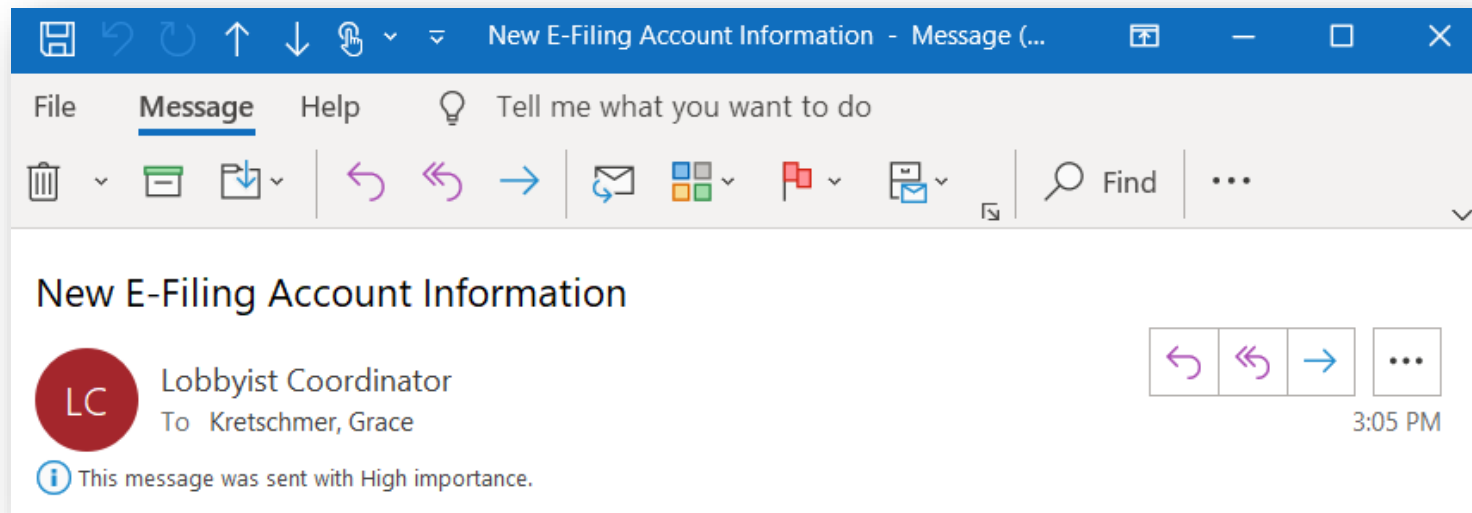 New E-Filing Account Information - Message (...
File Message Help Tell me what you want to do
Find
New E-Filing Account Information
LC
Lobbyist Coordinator
To Kretschmer, Grace
3:05 PM
This message was sent with High importance.